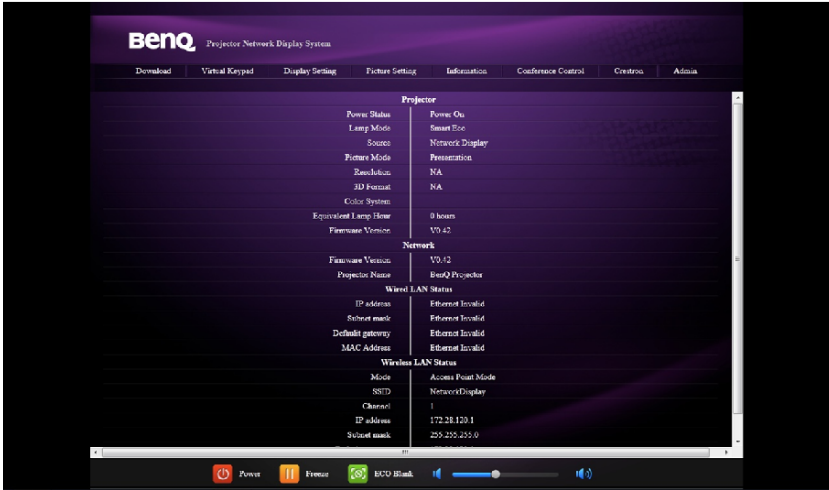 BenQ Projector Network Display System
Download Virtual Keypad Display Setting Picture Setting Information Conference Control Crestron Admin
Projector
Power Status Power On
Lamp Mode Smart Eco
Source Network Display
Picture Mode Presentation
Resolution NA
3D Format NA
Color System
Equivalent Lamp Hour 0 hours
Firmware Version V0.42
Network
Firmware Version V0.42
Projector Name BenQ Projector
Wired LAN Status
IP address Ethernet Invalid
Subnet mask Ethernet Invalid
Default gateway Ethernet Invalid
MAC Address Ethernet Invalid
Wireless LAN Status
Mode Access Point Mode
SSID NetworkDisplay
Channel 1
IP address 172.28.120.1
Subnet mask 255.255.255.0
Power Freeze ECO Blank